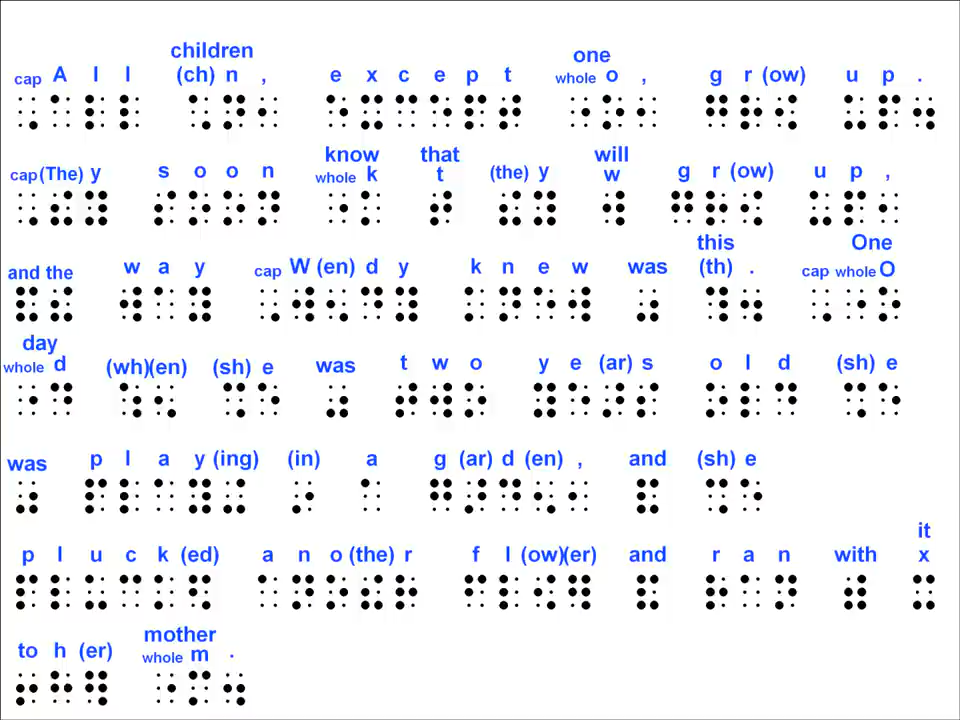 children one
cap A l l (ch) n , e x c e p t whole o , g r (ow) u p .
know that will
cap (The) y s o o n whole k t (the) y w g r (ow) u p ,
this One
and the w a y cap W (en) d y k n e w was (th) . cap whole O
day
whole d (wh)(en) (sh) e was t w o y e (ar) s o l d (sh) e
was p l a y (ing) (in) a g (ar) d (en) , and (sh) e
it
p l u c k (ed) a n o (the) r f l (ow)(er) and r a n with x
mother
to h (er) whole m .